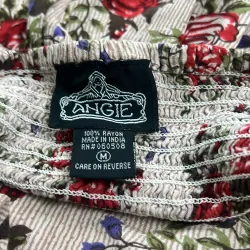 ANGIE
100% RAYON
MADE IN INDIA
RN#060508
M
CARE ON REVERSE